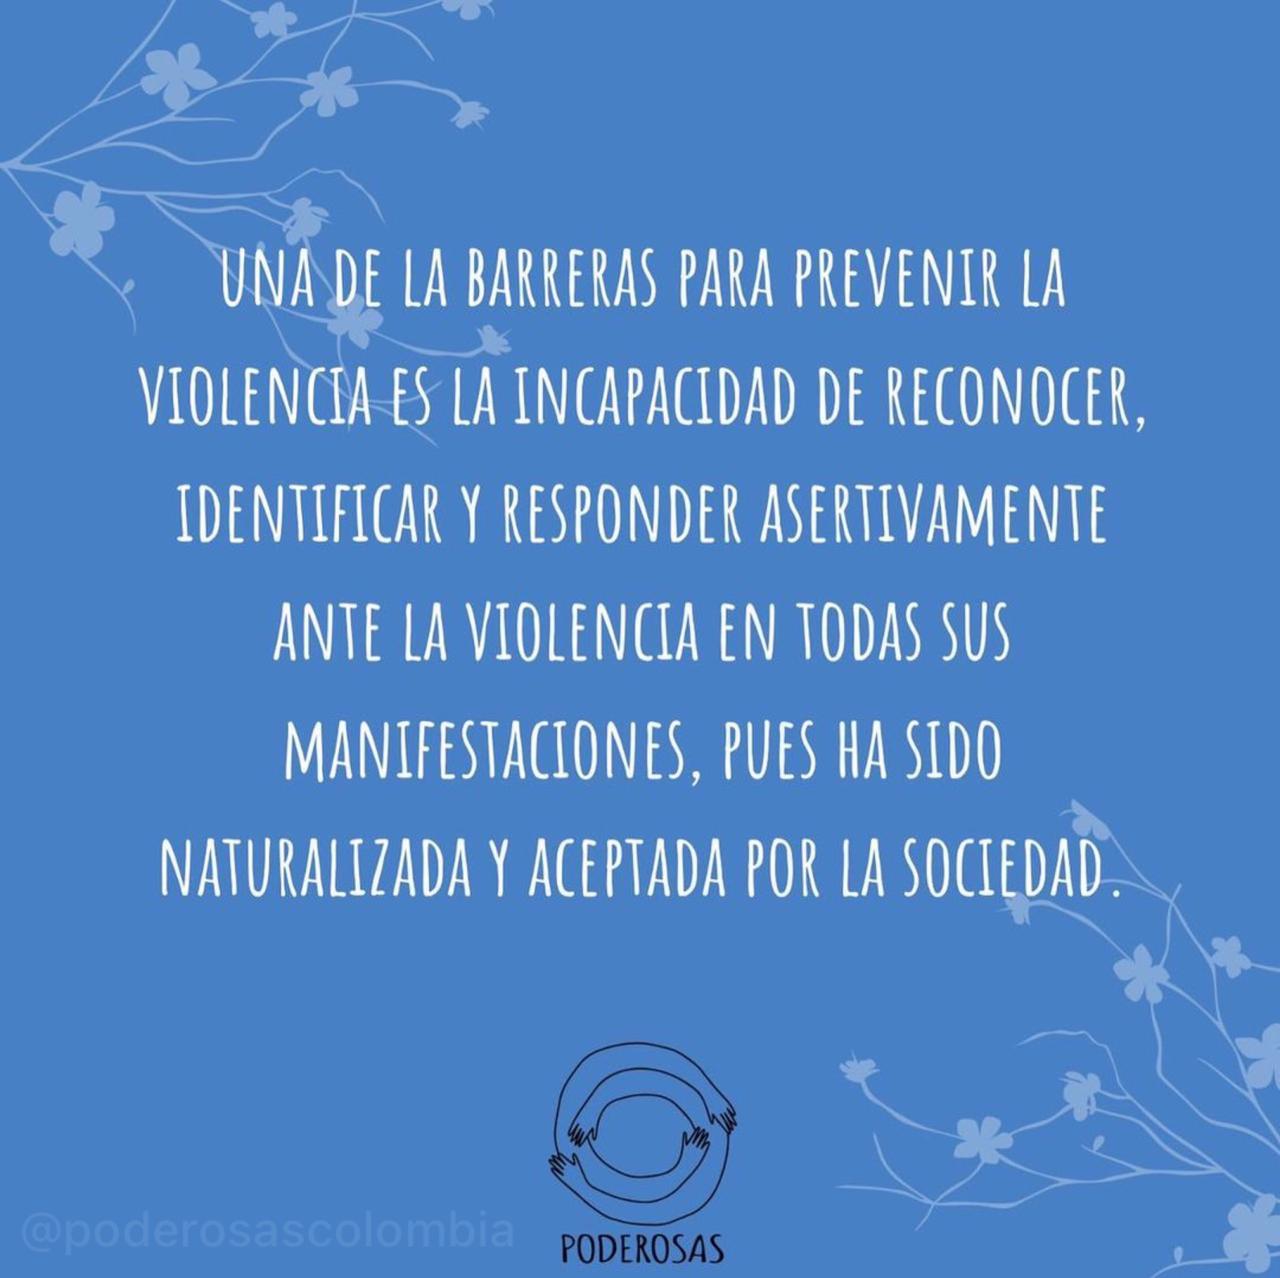 UNA DE LA BARRERAS PARA PREVENIR LA
VIOLENCIA ES LA INCAPACIDAD DE RECONOCER,
IDENTIFICAR Y RESPONDER ASERTIVAMENTE
ANTE LA VIOLENCIA EN TODAS SUS
MANIFESTACIONES, PUES HA SIDO
NATURALIZADA Y ACEPTADA POR LA SOCIEDAD.
@poderosascolombia
PODEROSAS